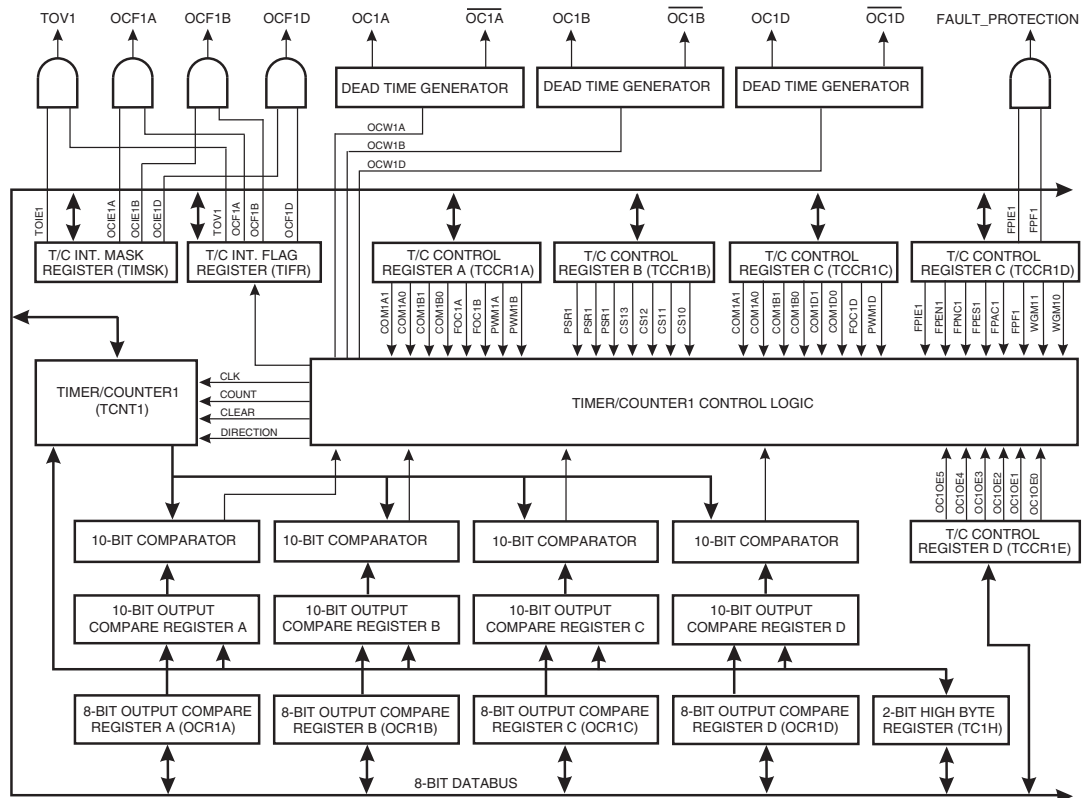 TOV1 OCF1A OCF1B OCF1D OC1A OC1A OC1B OC1B OC1D OC1D FAULT_PROTECTION
DEAD TIME GENERATOR DEAD TIME GENERATOR DEAD TIME GENERATOR
OCW1A
OCW1B
OCW1D
TOIE1 OCIE1A OCIE1B OCIE1D TOV1 OCF1A OCF1B OCF1D FPIE1 FPF1
T/C INT. MASK
REGISTER (TIMSK)
T/C INT. FLAG
REGISTER (TIFR)
T/C CONTROL
REGISTER A (TCCR1A)
T/C CONTROL
REGISTER B (TCCR1B)
T/C CONTROL
REGISTER C (TCCR1C)
T/C CONTROL
REGISTER C (TCCR1D)
COM1A1 COM1A0 COM1B1 COM1B0 FOC1A FOC1B PWM1A PWM1B
PSR1 PSR1 PSR1 CS13 CS12 CS11 CS10
COM1A1 COM1A0 COM1B1 COM1B0 COM1D1 COM1D0 FOC1D PWM1D
FPIE1 FPEN1 FPNC1 FPES1 FPAC1 FPF1 WGM11 WGM10
TIMER/COUNTER1
(TCNT1)
CLK
COUNT
CLEAR
DIRECTION
TIMER/COUNTER1 CONTROL LOGIC
OC1OE5 OC1OE4 OC1OE3 OC1OE2 OC1OE1 OC1OE0
10-BIT COMPARATOR 10-BIT COMPARATOR 10-BIT COMPARATOR 10-BIT COMPARATOR
T/C CONTROL
REGISTER D (TCCR1E)
10-BIT OUTPUT
COMPARE REGISTER A
10-BIT OUTPUT
COMPARE REGISTER B
10-BIT OUTPUT
COMPARE REGISTER C
10-BIT OUTPUT
COMPARE REGISTER D
8-BIT OUTPUT COMPARE
REGISTER A (OCR1A)
8-BIT OUTPUT COMPARE
REGISTER B (OCR1B)
8-BIT OUTPUT COMPARE
REGISTER C (OCR1C)
8-BIT OUTPUT COMPARE
REGISTER D (OCR1D)
2-BIT HIGH BYTE
REGISTER (TC1H)
8-BIT DATABUS